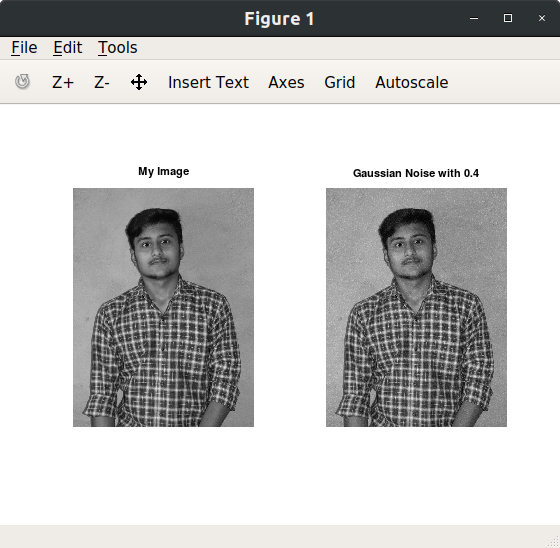 Figure 1
File Edit Tools
Z+ Z- Insert Text Axes Grid Autoscale
My Image
Gaussian Noise with 0.4